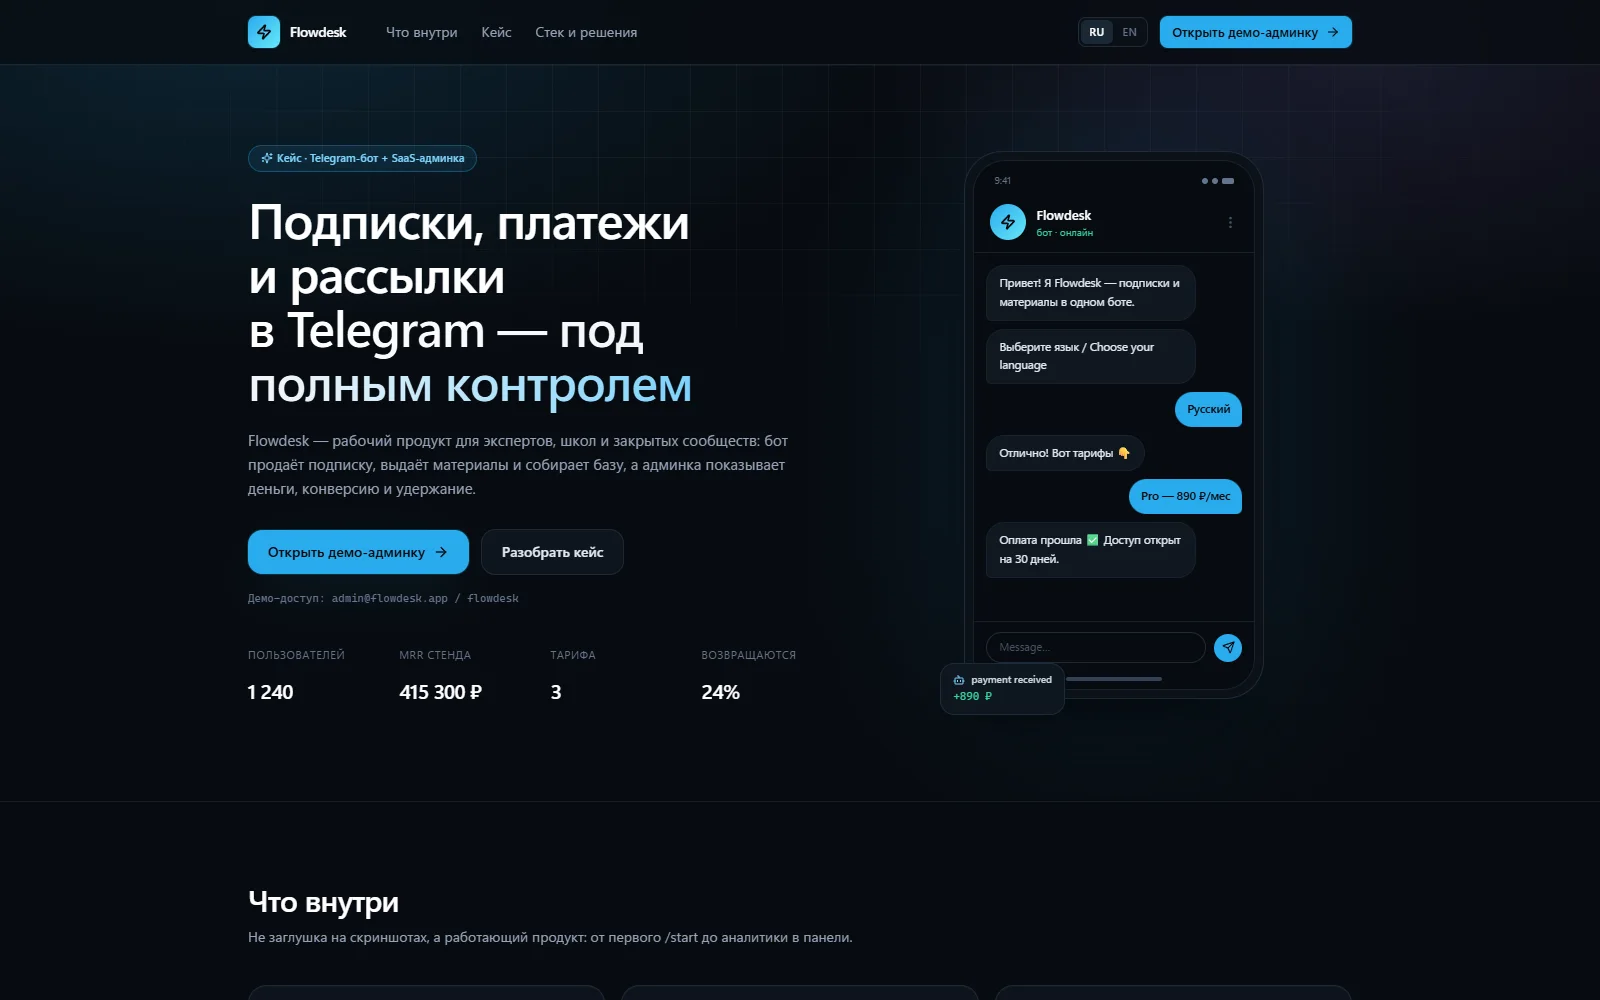 Flowdesk
Что внутри
Кейс
Стек и решения
RU
EN
Открыть демо-админку
Кейс · Telegram-бот + SaaS-админка
Подписки, платежи
и рассылки
в Telegram — под
полным контролем
Flowdesk — рабочий продукт для экспертов, школ и закрытых сообществ: бот
продаёт подписку, выдаёт материалы и собирает базу, а админка показывает
деньги, конверсию и удержание.
Открыть демо-админку
Разобрать кейс
Демо-доступ: admin@flowdesk.app / flowdesk
ПОЛЬЗОВАТЕЛЕЙ
MRR СТЕНДА
ТАРИФА
ВОЗВРАЩАЮТСЯ
1 240
415 300 ₽
3
24%
9:41
Flowdesk
бот · онлайн
Привет! Я Flowdesk — подписки и
материалы в одном боте.
Выберите язык / Choose your
language
Русский
Отлично! Вот тарифы 👇
Pro — 890 ₽/мес
Оплата прошла ✅ Доступ открыт
на 30 дней.
Message...
payment received
+890 ₽
Что внутри
Не заглушка на скриншотах, а работающий продукт: от первого /start до аналитики в панели.